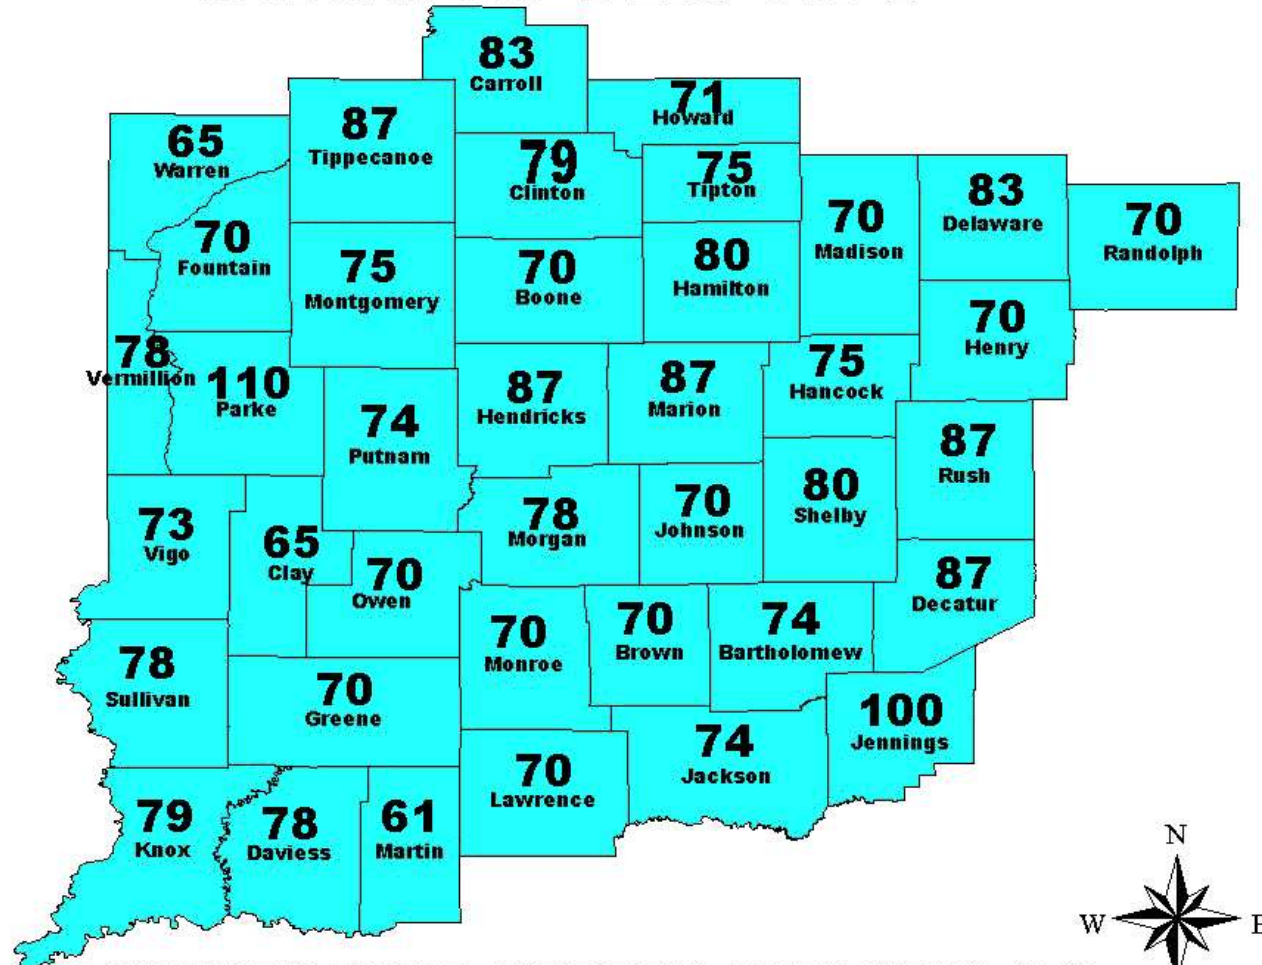 83
Carroll
71
Howard
87
Tippecanoe
65
Warren
79
Clinton
75
Tipton
83
Delaware
70
Madison
70
Randolph
70
Fountain
75
Montgomery
70
Boone
80
Hamilton
70
Henry
78
Vermillion
110
Parke
87
Hendricks
87
Marion
75
Hancock
74
Putnam
87
Rush
73
Vigo
65
Clay
78
Morgan
70
Johnson
80
Shelby
70
Owen
87
Decatur
70
Monroe
70
Brown
74
Bartholomew
78
Sullivan
70
Greene
100
Jennings
74
Jackson
70
Lawrence
79
Knox
78
Daviess
61
Martin
N
W
E